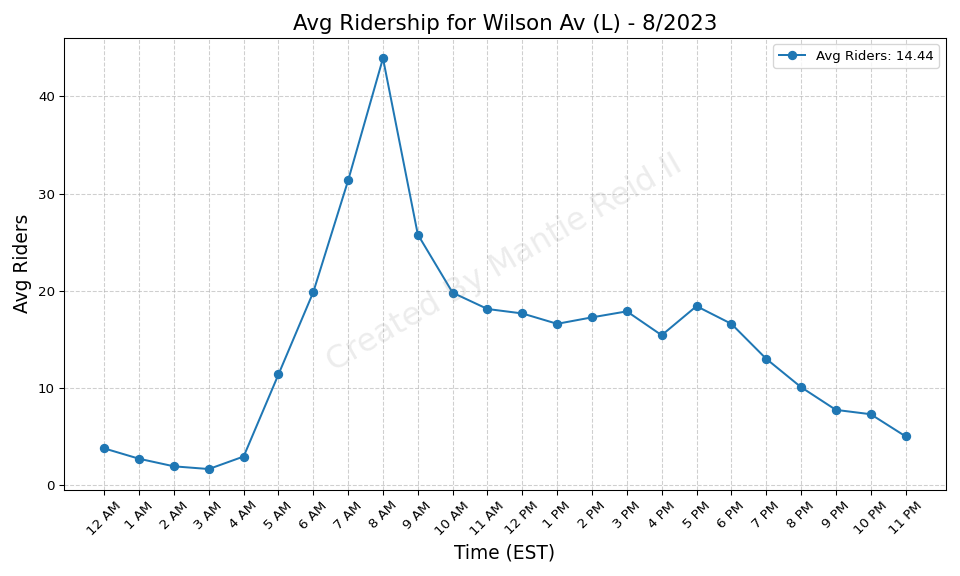 Avg Ridership for Wilson Av (L) - 8/2023
Avg Riders: 14.44
Avg Riders
40
30
20
10
0
Created By Mantie Reid II
12 AM
1 AM
2 AM
3 AM
4 AM
5 AM
6 AM
7 AM
8 AM
9 AM
10 AM
11 AM
12 PM
1 PM
2 PM
3 PM
4 PM
5 PM
6 PM
7 PM
8 PM
9 PM
10 PM
11 PM
Time (EST)